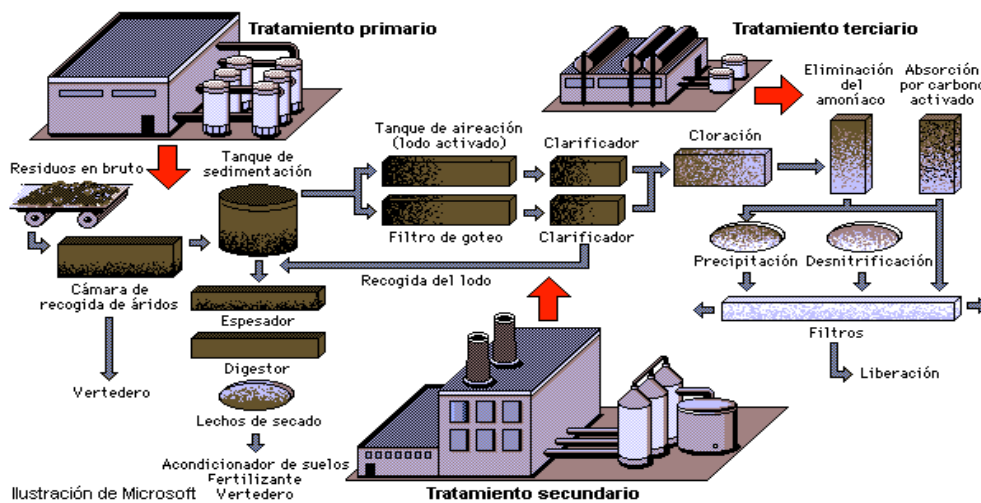 Tratamiento primario
Tratamiento terciario
Eliminación
del
amoníaco
Absorción
por carbono
activado
Residuos en bruto
Tanque de
sedimentación
Tanque de aireación
(lodo activado)
Clarificador
Cloración
Filtro de goteo
Clarificador
Cámara de
recogida de áridos
Recogida del lodo
Precipitación
Desnitrificación
Espesador
Filtros
Digestor
Vertedero
Liberación
Lechos de secado
Acondicionador de suelos
Fertilizante
Vertedero
Ilustración de Microsoft
Tratamiento secundario